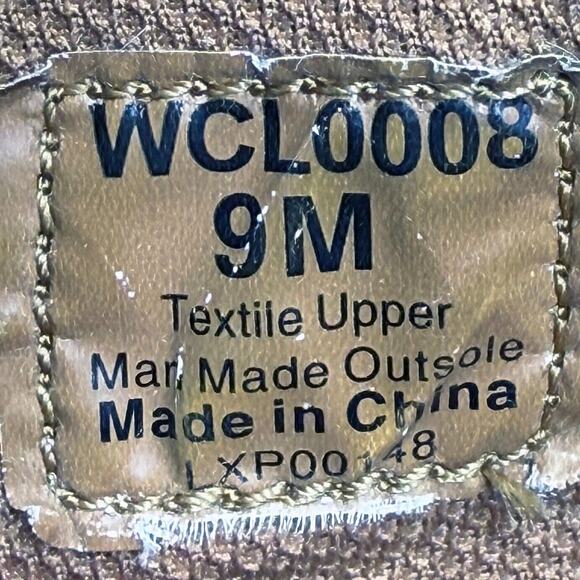 WCL0008
9M
Textile Upper
Man Made Outsole
Made in China
LXP00148